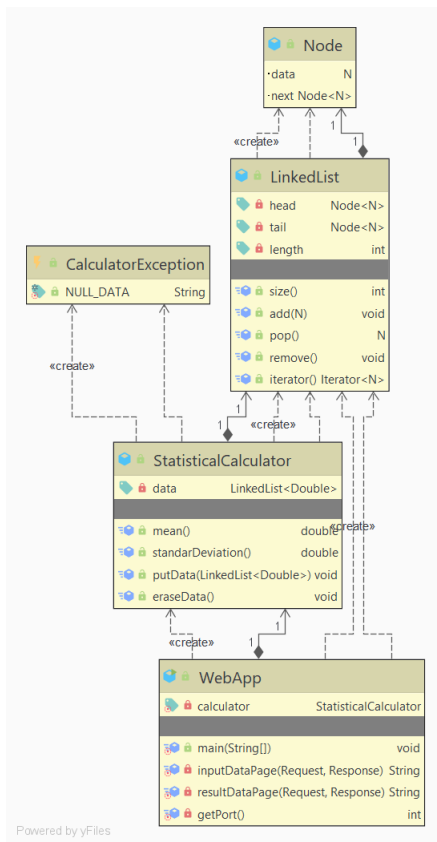 Node
data N
next Node<N>
«create»
1
1
LinkedList
head Node<N>
tail Node<N>
length int
size() int
add(N) void
pop() N
remove() void
iterator() Iterator<N>
CalculatorException
NULL_DATA String
«create»
1
1
«create»
StatisticalCalculator
data LinkedList<Double>
mean() double
standarDeviation() double
putData(LinkedList<Double>) void
eraseData() void
«create»
«create»
1
1
WebApp
calculator StatisticalCalculator
main(String[]) void
inputDataPage(Request, Response) String
resultDataPage(Request, Response) String
getPort() int
Powered by yFiles